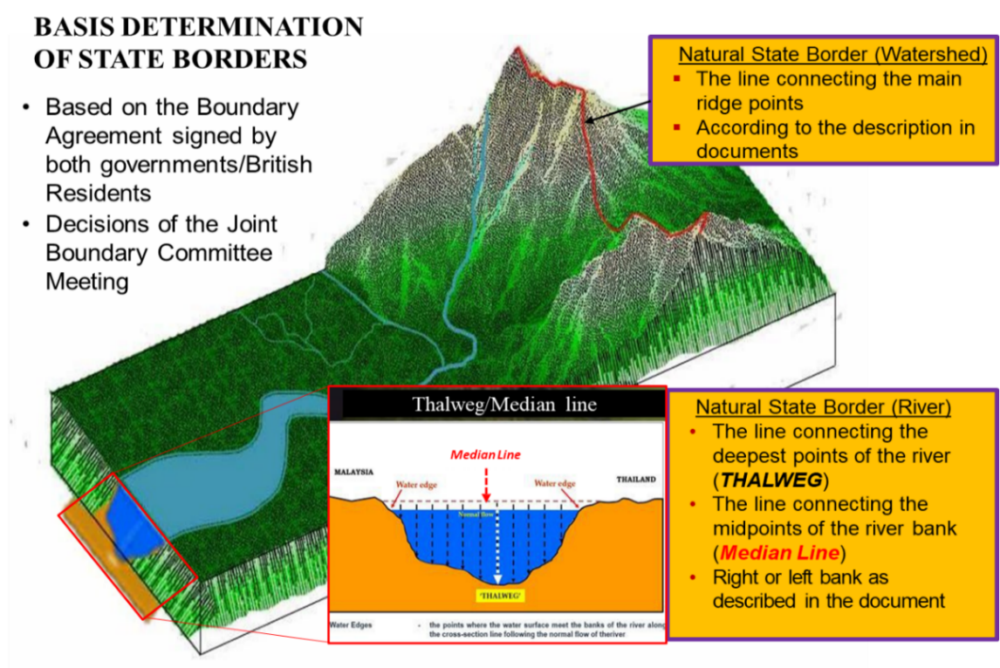 BASIS DETERMINATION
OF STATE BORDERS
• Based on the Boundary
Agreement signed by
both governments/British
Residents
• Decisions of the Joint
Boundary Committee
Meeting
Natural State Border (Watershed)
▪ The line connecting the main
ridge points
▪ According to the description in
documents
Thalweg/Median line
Median Line
MALAYSIA
Water edge
Water edge
THAILAND
Normal flow
'THALWEG'
Water Edges - the points where the water surface meet the banks of the river along
the cross-section line following the normal flow of theriver
Natural State Border (River)
• The line connecting the
deepest points of the river
(THALWEG)
• The line connecting the
midpoints of the river bank
(Median Line)
• Right or left bank as
described in the document